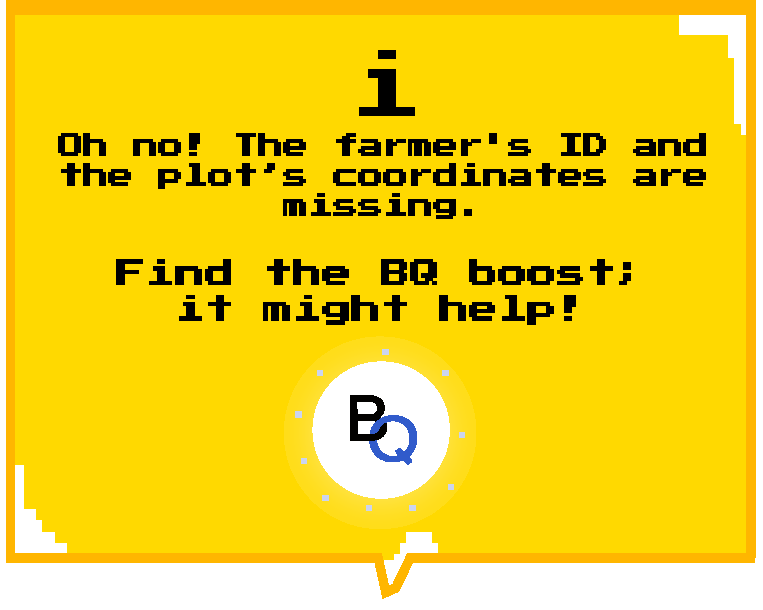 i
Oh no! The farmer's ID and
the plot's coordinates are
missing.
Find the BQ boost;
it might help!
BQ